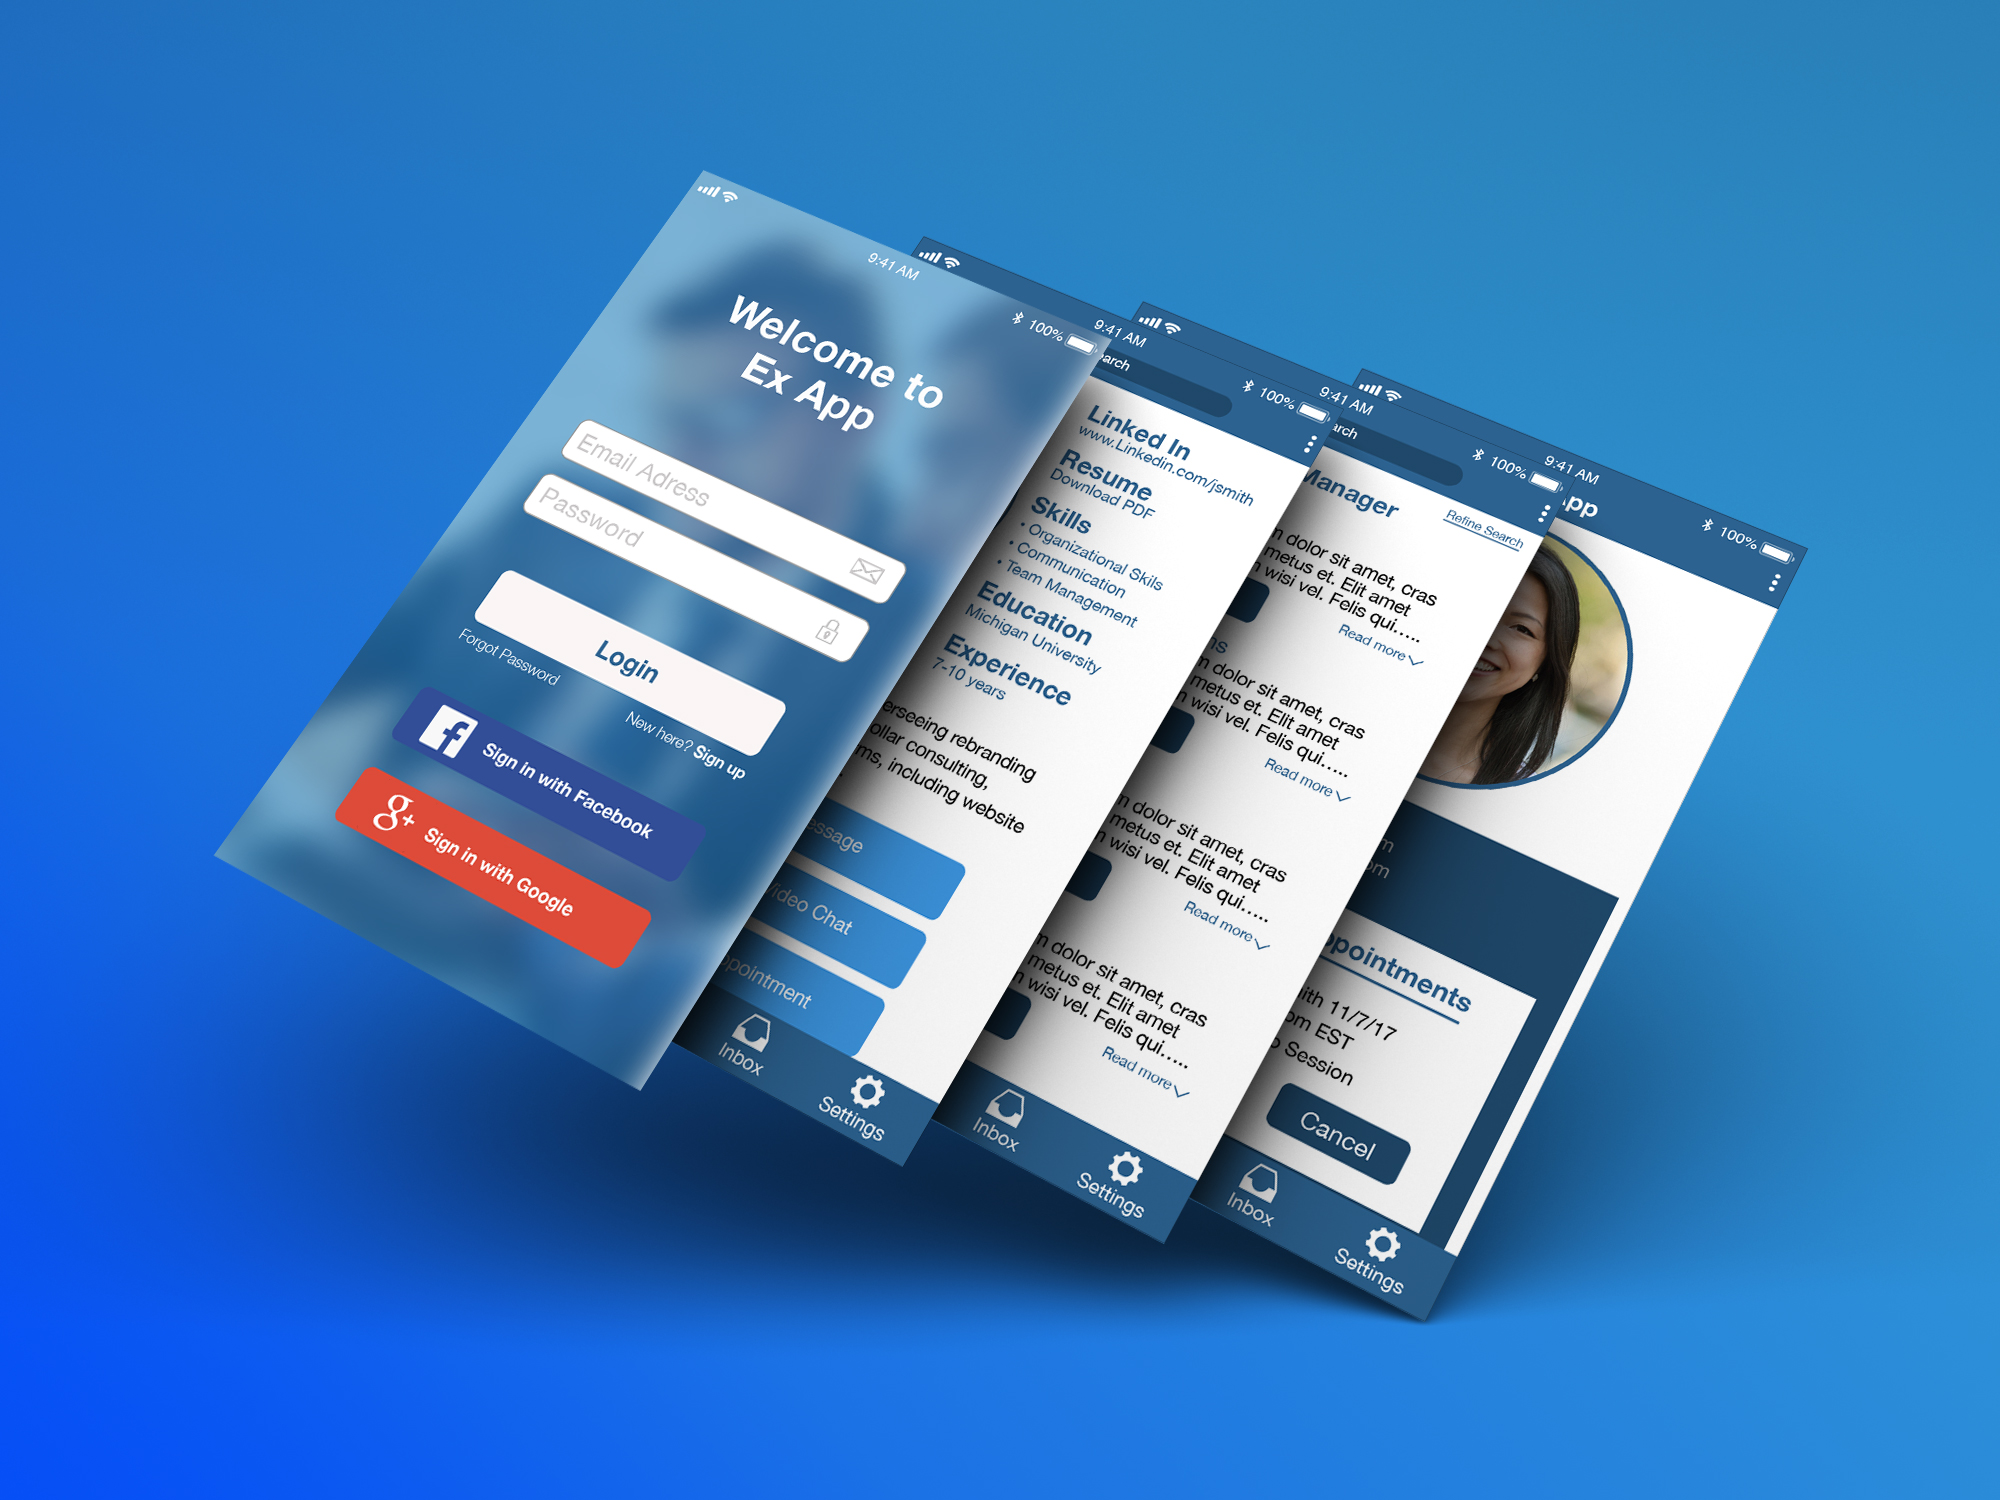 9:41 AM
100%
Welcome to
Ex App
Email Adress
Password
Login
Forgot Password
New here? Sign up
f
Sign in with Facebook
g+
Sign in with Google
9:41 AM
100%
arch
Linked In
www.Linkedin.com/jsmith
Resume
Download PDF
Skills
• Organizational Skils
• Communication
• Team Management
Education
Michigan University
Experience
7-10 years
erseeing rebranding
ollar consulting,
ms, including website
essage
ideo Chat
pointment
Inbox
Settings
9:41 AM
100%
arch
Manager
Refine Search
n dolor sit amet, cras
metus et. Elit amet
n wisi vel. Felis qui.....
Read more
ns
n dolor sit amet, cras
metus et. Elit amet
n wisi vel. Felis qui.....
Read more
n dolor sit amet, cras
metus et. Elit amet
n wisi vel. Felis qui.....
Read more
m dolor sit amet, cras
metus et. Elit amet
n wisi vel. Felis qui.....
Read more
Inbox
Settings
9:41 AM
100%
App
m
om
ppointments
ith 11/7/17
om EST
o Session
Cancel
Inbox
Settings